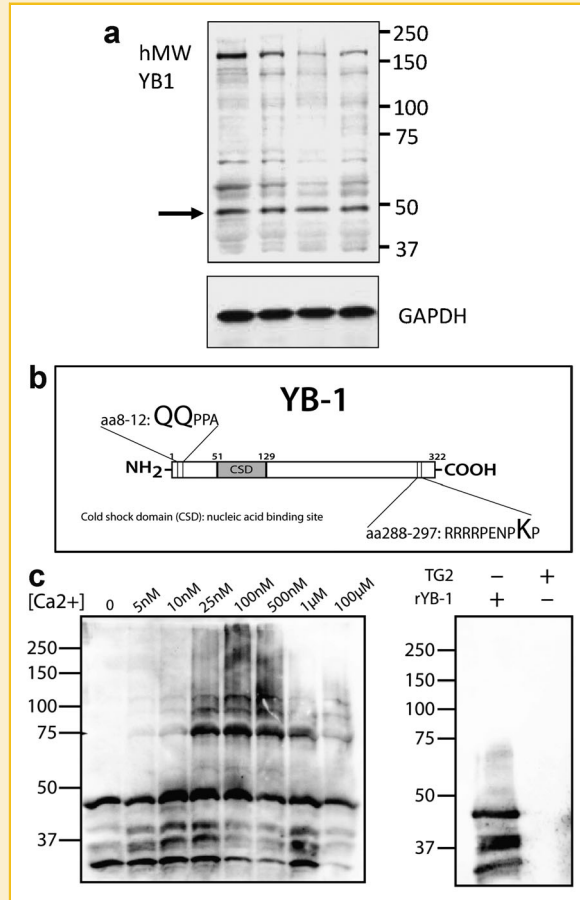 a
hMW
YB1
250
150
100
75
50
37
GAPDH
b
YB-1
aa8-12: QQPPA
1 51 129 322
NH2 CSD COOH
Cold shock domain (CSD): nucleic acid binding site
aa288-297: RRRRPENPKP
c
[Ca2+] 0 5nM 10nM 25nM 100nM 500nM 1µM 100µM
250
150
100
75
50
37
TG2 – +
rYB-1 + –
250
150
100
75
50
37